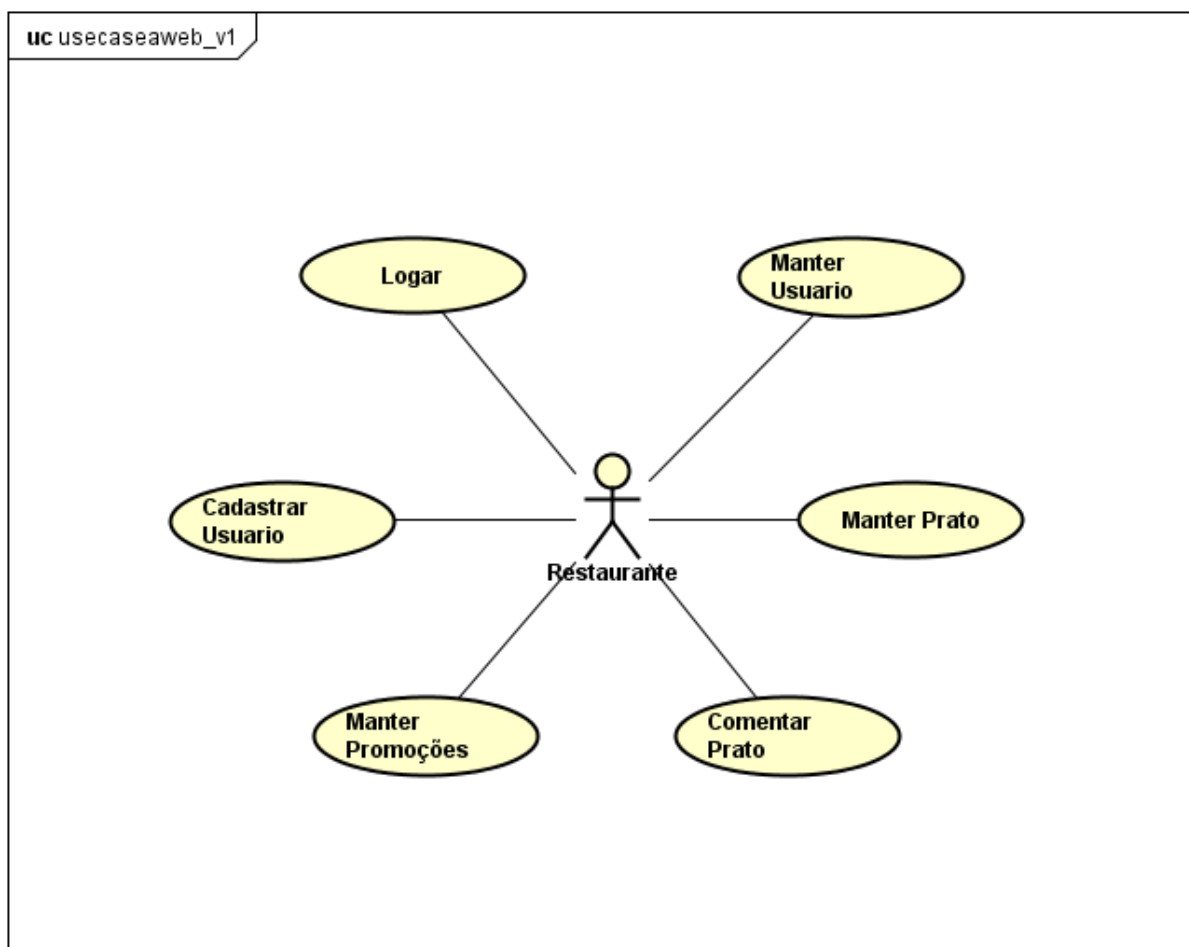 uc usecaseaweb_v1
Logar
Manter
Usuario
Cadastrar
Usuario
Manter Prato
Restaurante
Manter
Promoções
Comentar
Prato